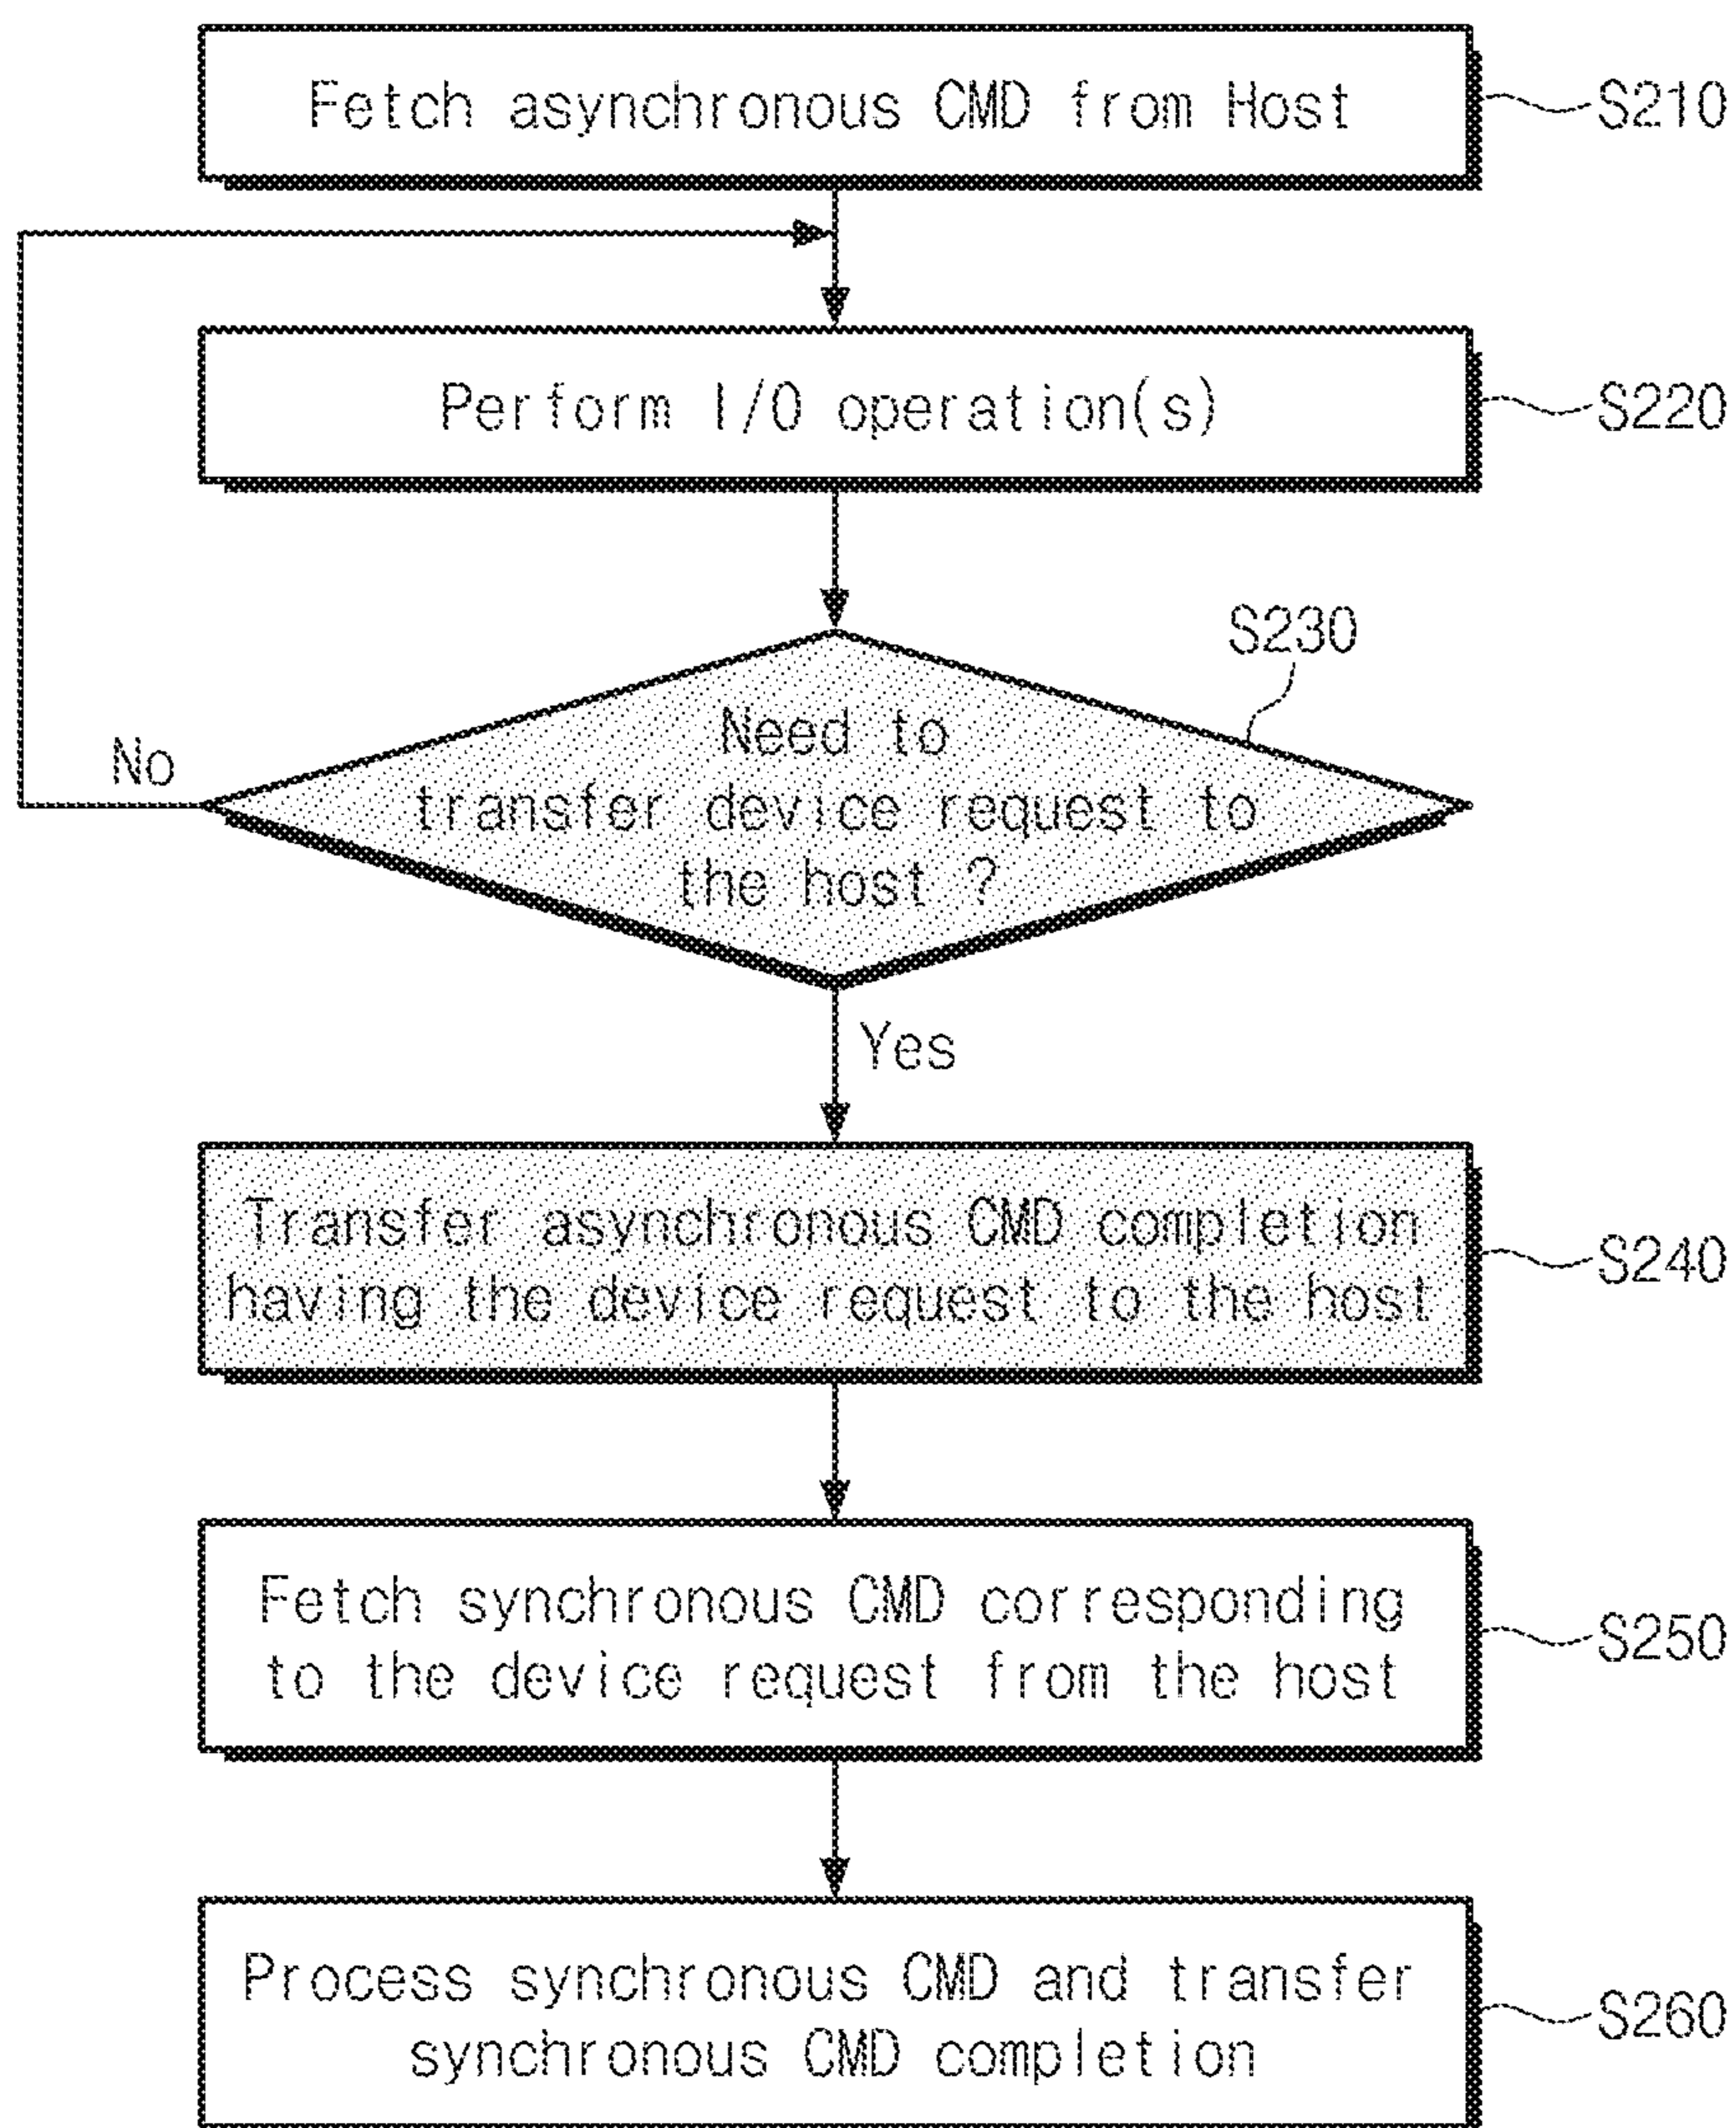 Fetch asynchronous CMD from Host
S210
Perform I/O operation(s)
S220
S230
Need to
transfer device request to
the host ?
No
Yes
Transfer asynchronous CMD completion
having the device request to the host
S240
Fetch synchronous CMD corresponding
to the device request from the host
S250
Process synchronous CMD and transfer
synchronous CMD completion
S260